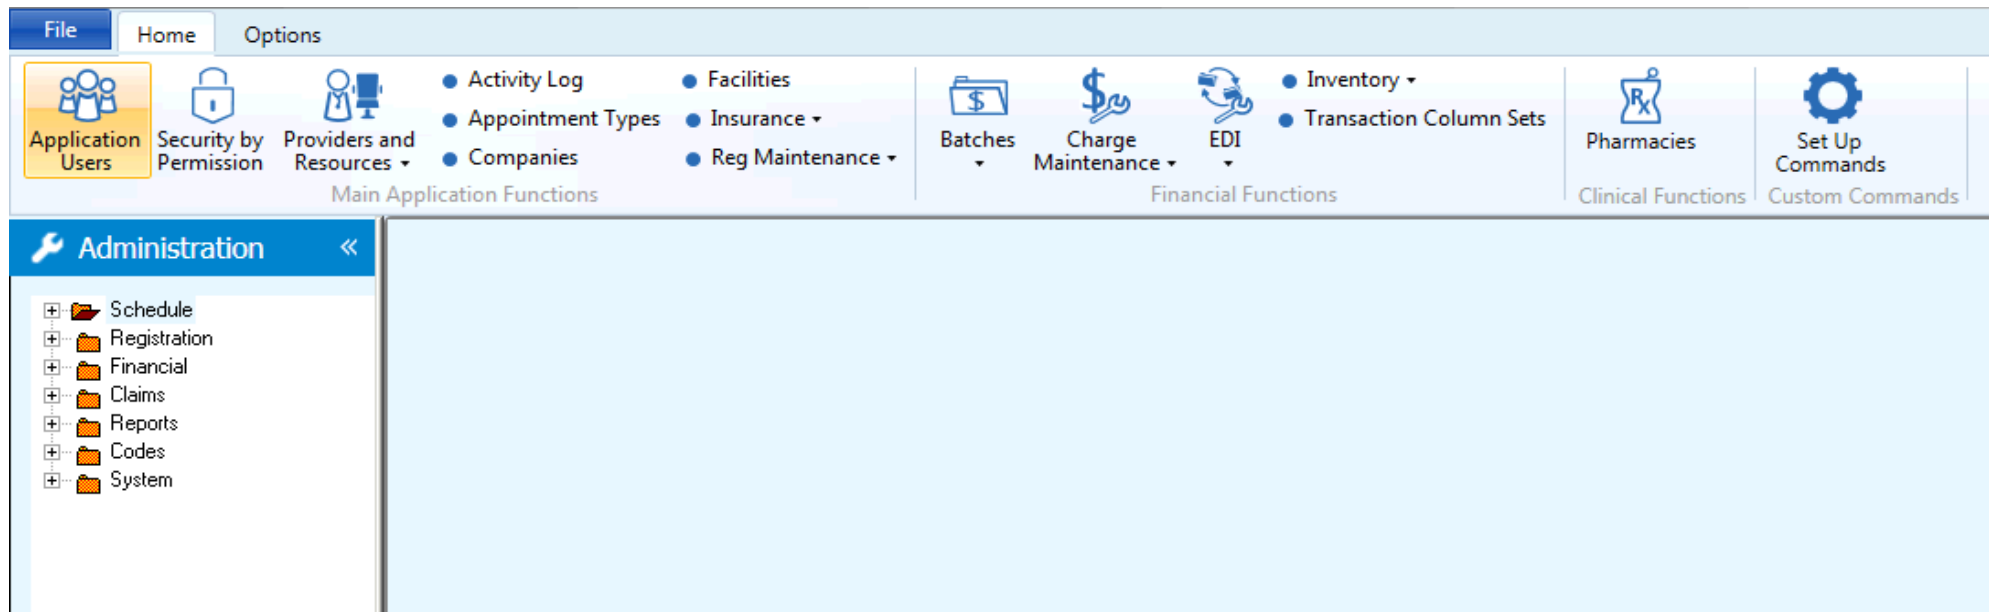 File Home Options
Application Users
Security by Permission
Providers and Resources
Activity Log
Appointment Types
Companies
Facilities
Insurance
Reg Maintenance
Main Application Functions
$ Batches
$ Charge Maintenance
EDI
Inventory
Transaction Column Sets
Financial Functions
Rx Pharmacies
Clinical Functions
Set Up Commands
Custom Commands
Administration «
Schedule
Registration
Financial
Claims
Reports
Codes
System